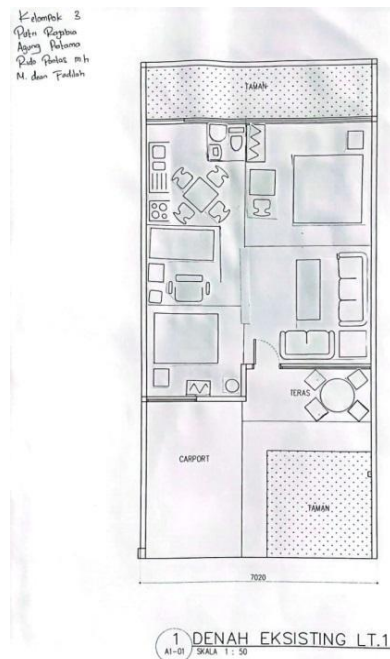 Kelompok 3
Putri Rogabia
Agung Pratama
M. dean Fadilah
TAMAN
TERAS
CARPORT
TAMAN
7020
1 DENAH EKSISTING LT.1
A1-01 SKALA 1 : 50